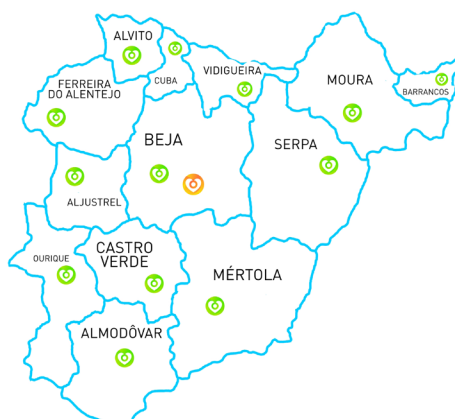 ALVITO
CUBA
VIDIGUEIRA
MOURA
BARRANCOS
FERREIRA
DO ALENTEJO
BEJA
SERPA
ALJUSTREL
OURIQUE
CASTRO
VERDE
MÉRTOLA
ALMODÔVAR